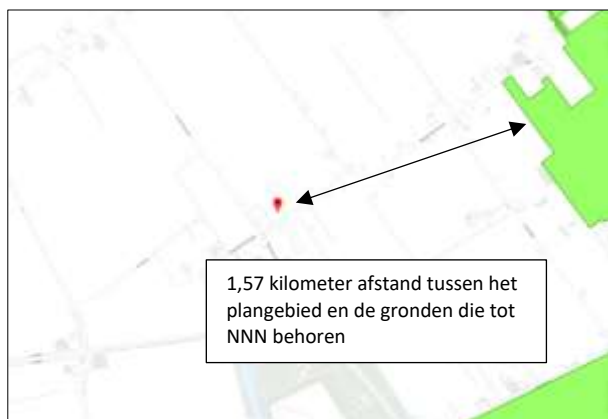 1,57 kilometer afstand tussen het
plangebied en de gronden die tot
NNN behoren